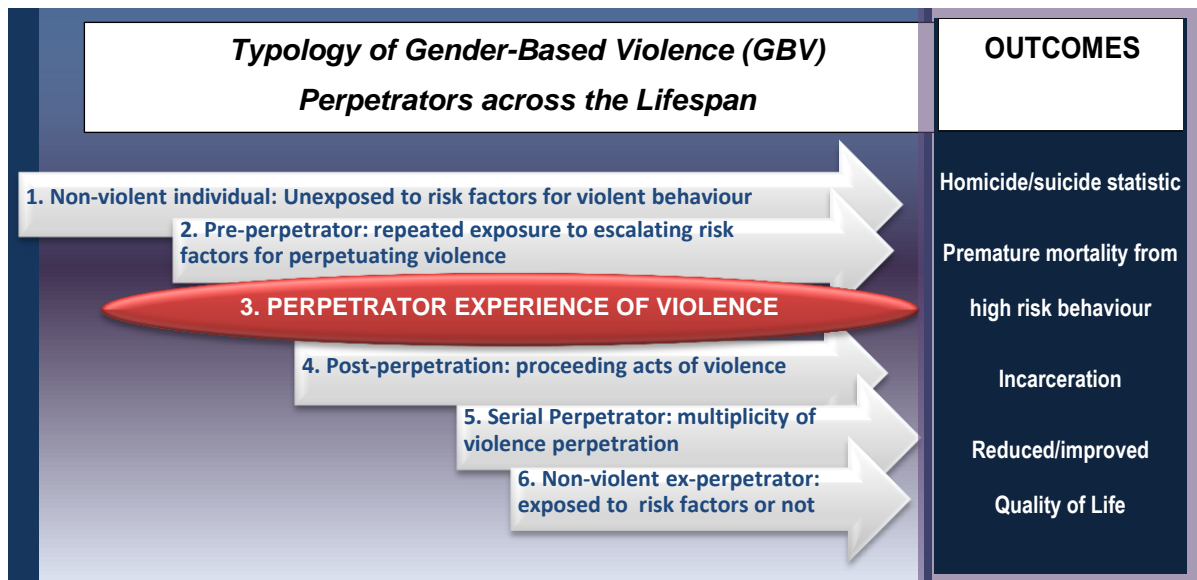 Typology of Gender-Based Violence (GBV)
Perpetrators across the Lifespan
OUTCOMES
1. Non-violent individual: Unexposed to risk factors for violent behaviour
2. Pre-perpetrator: repeated exposure to escalating risk
factors for perpetuating violence
3. PERPETRATOR EXPERIENCE OF VIOLENCE
4. Post-perpetration: proceeding acts of violence
5. Serial Perpetrator: multiplicity of
violence perpetration
6. Non-violent ex-perpetrator:
exposed to risk factors or not
Homicide/suicide statistic
Premature mortality from
high risk behaviour
Incarceration
Reduced/improved
Quality of Life